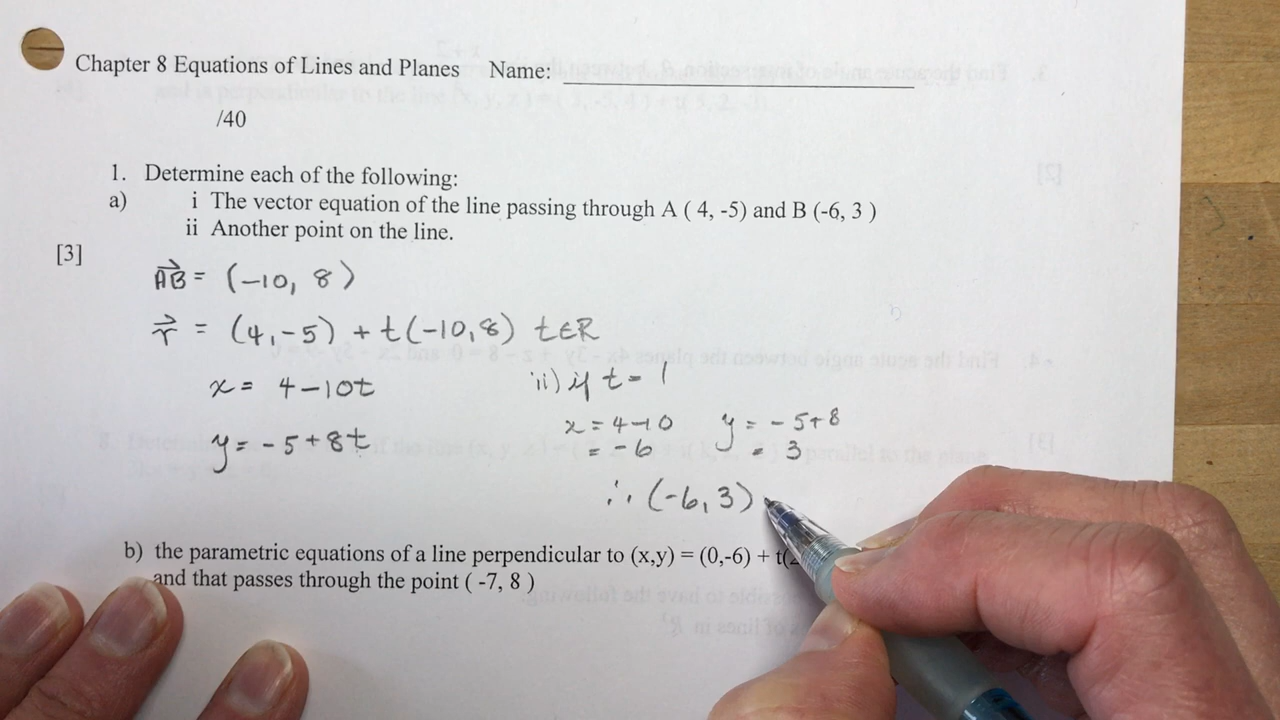 Chapter 8 Equations of Lines and Planes Name:
/40
1. Determine each of the following:
a) i The vector equation of the line passing through A ( 4, -5) and B (-6, 3 )
ii Another point on the line.
[3]
AB→ = (-10, 8)
r→ = (4,-5) + t(-10,8) t∈R
x = 4-10t
y = -5+8t
ii) if t = 1
x = 4-10 y = -5+8
= -6 = 3
∴ (-6,3)
b) the parametric equations of a line perpendicular to (x,y) = (0,-6) + t(
and that passes through the point ( -7, 8 )